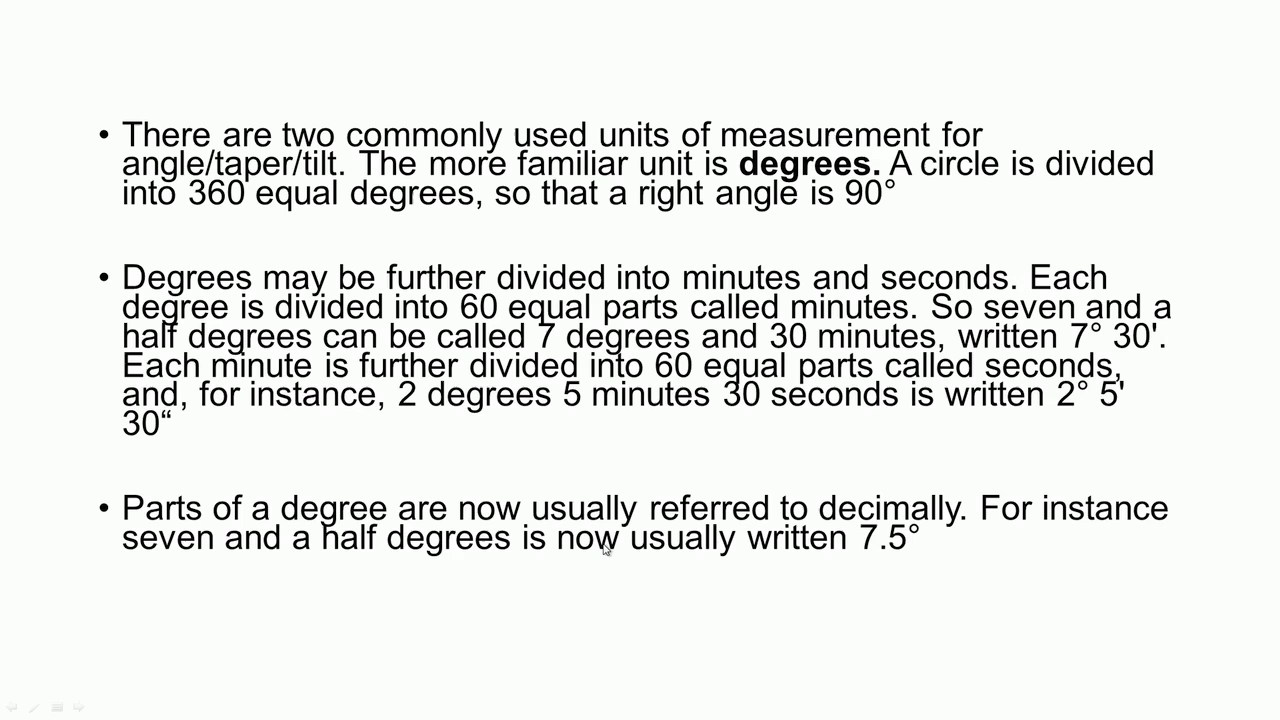 • There are two commonly used units of measurement for
angle/taper/tilt. The more familiar unit is degrees. A circle is divided
into 360 equal degrees, so that a right angle is 90°
• Degrees may be further divided into minutes and seconds. Each
degree is divided into 60 equal parts called minutes. So seven and a
half degrees can be called 7 degrees and 30 minutes, written 7° 30'.
Each minute is further divided into 60 equal parts called seconds,
and, for instance, 2 degrees 5 minutes 30 seconds is written 2° 5'
30“
• Parts of a degree are now usually referred to decimally. For instance
seven and a half degrees is now usually written 7.5°